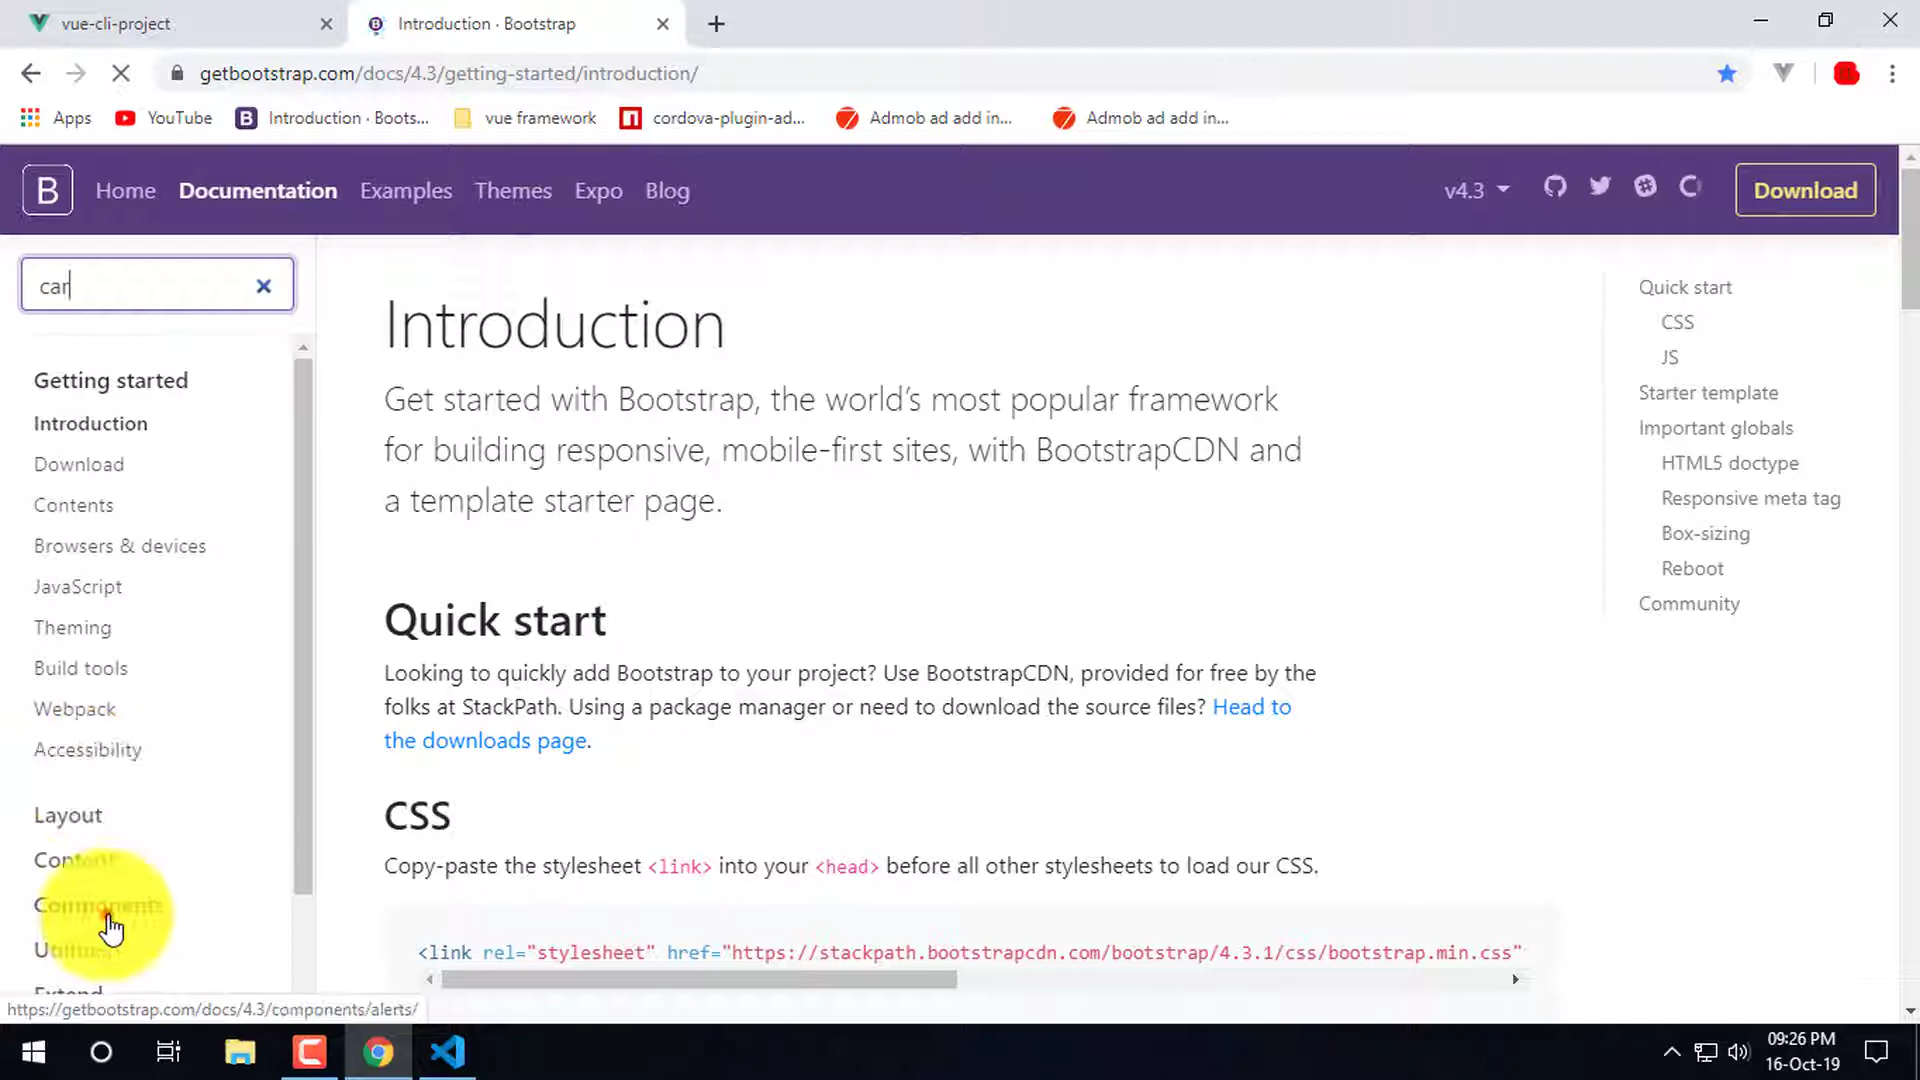 vue-cli-project
Introduction · Bootstrap
getbootstrap.com/docs/4.3/getting-started/introduction/
Apps
YouTube
Introduction · Boots...
vue framework
cordova-plugin-ad...
Admob ad add in...
Admob ad add in...
B
Home
Documentation
Examples
Themes
Expo
Blog
v4.3
Download
car
Getting started
Introduction
Download
Contents
Browsers & devices
JavaScript
Theming
Build tools
Webpack
Accessibility
Layout
Content
Components
Utilities
Extend
Introduction
Get started with Bootstrap, the world's most popular framework
for building responsive, mobile-first sites, with BootstrapCDN and
a template starter page.
Quick start
Looking to quickly add Bootstrap to your project? Use BootstrapCDN, provided for free by the
folks at StackPath. Using a package manager or need to download the source files? Head to
the downloads page.
CSS
Copy-paste the stylesheet <link> into your <head> before all other stylesheets to load our CSS.
<link rel="stylesheet" href="https://stackpath.bootstrapcdn.com/bootstrap/4.3.1/css/bootstrap.min.css"
Quick start
CSS
JS
Starter template
Important globals
HTML5 doctype
Responsive meta tag
Box-sizing
Reboot
Community
https://getbootstrap.com/docs/4.3/components/alerts/
09:26 PM
16-Oct-19